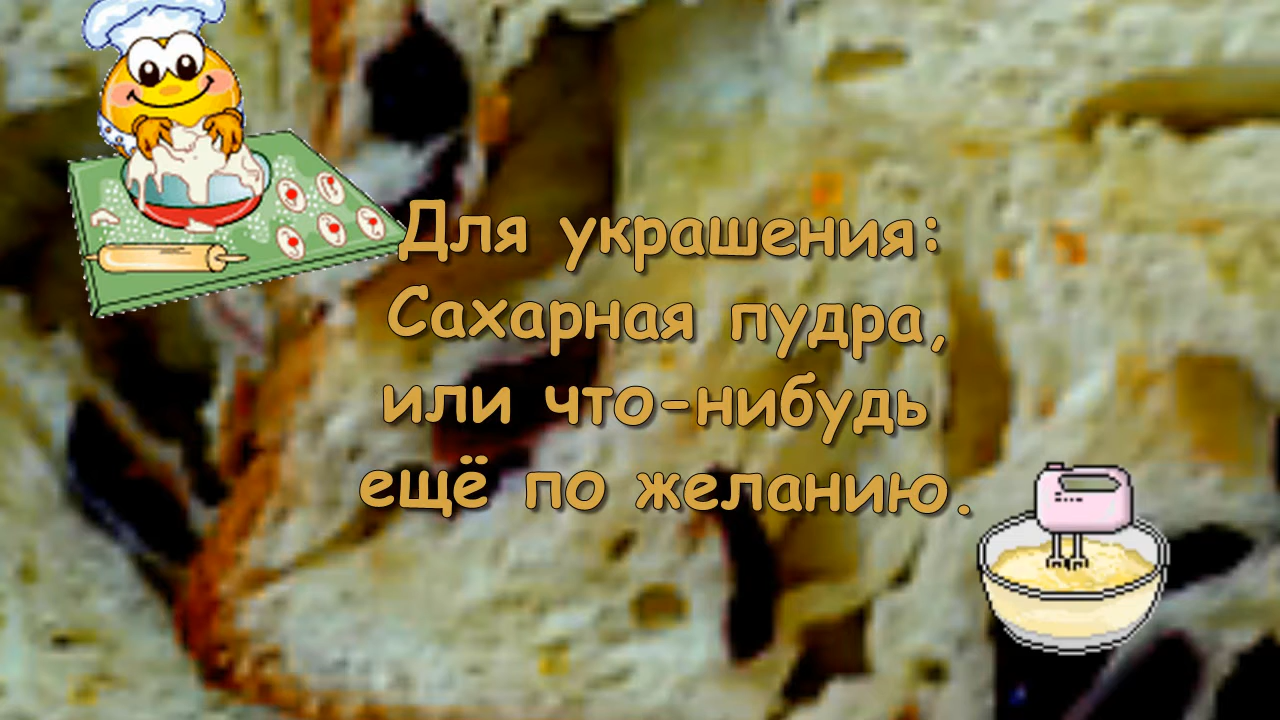 Для украшения:
Сахарная пудра,
или что-нибудь
ещё по желанию.